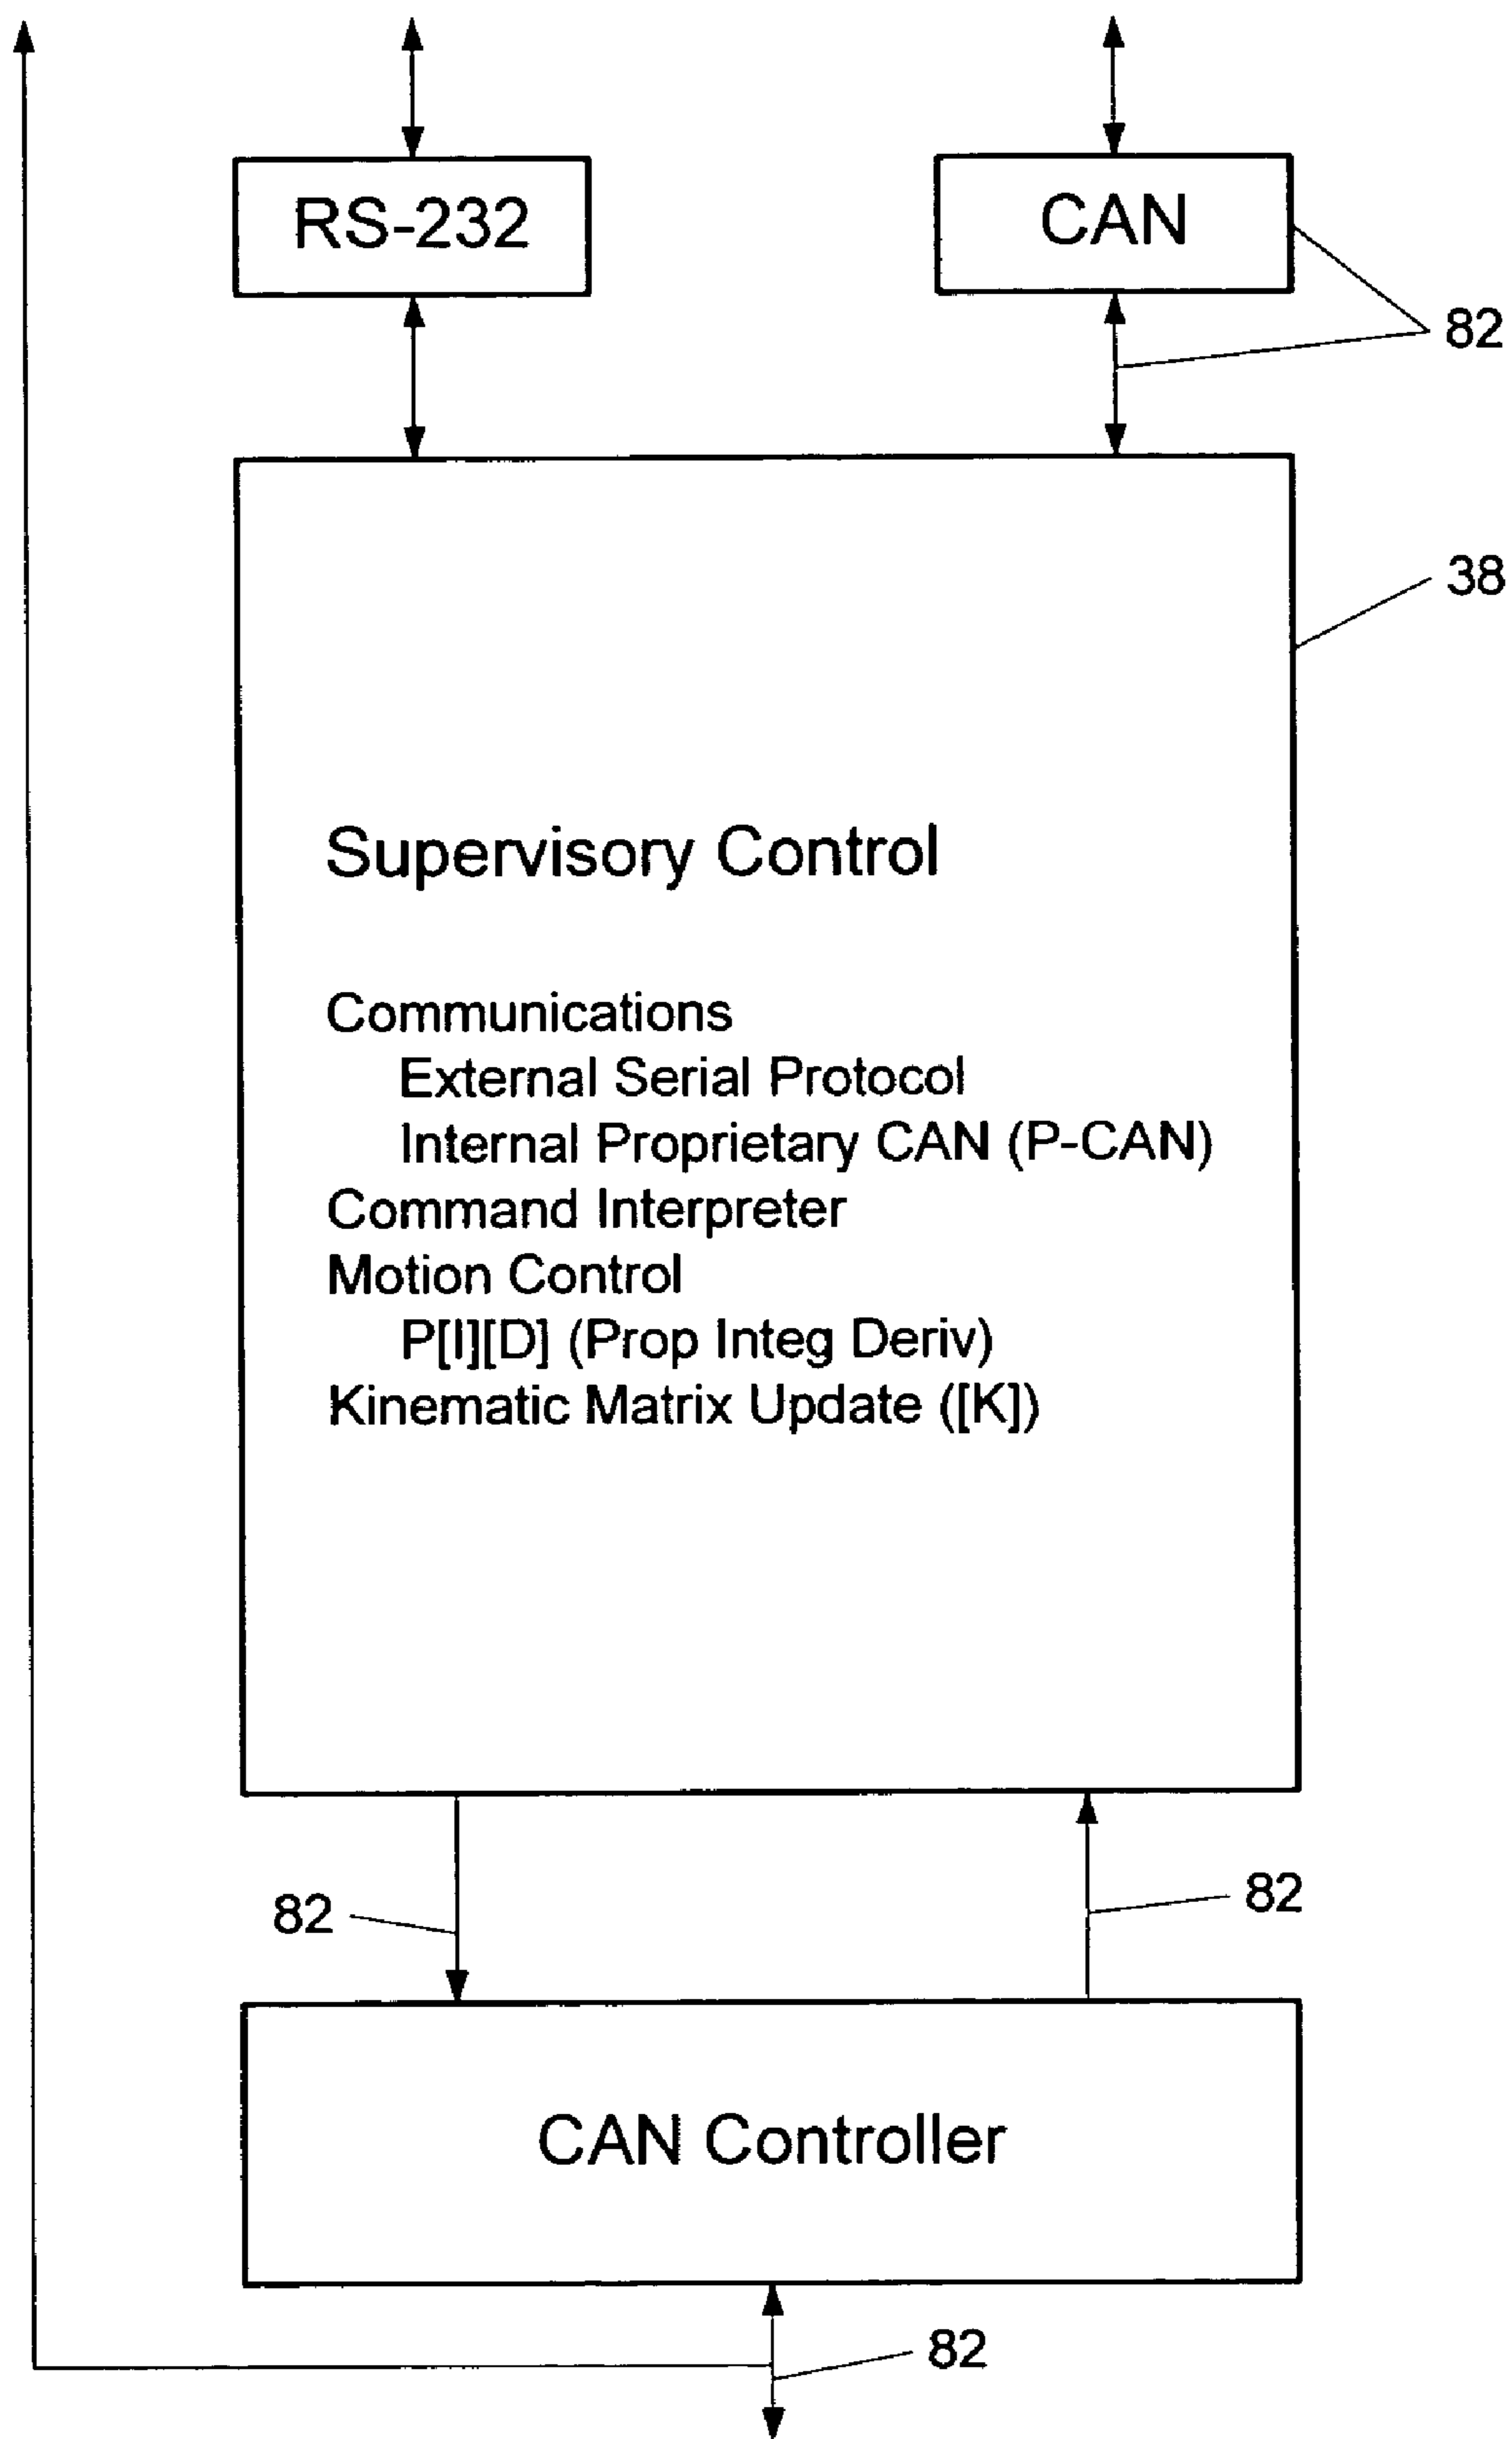 RS-232
CAN
82
38
Supervisory Control
Communications
External Serial Protocol
Internal Proprietary CAN (P-CAN)
Command Interpreter
Motion Control
P[I][D] (Prop Integ Deriv)
Kinematic Matrix Update ([K])
82
82
CAN Controller
82